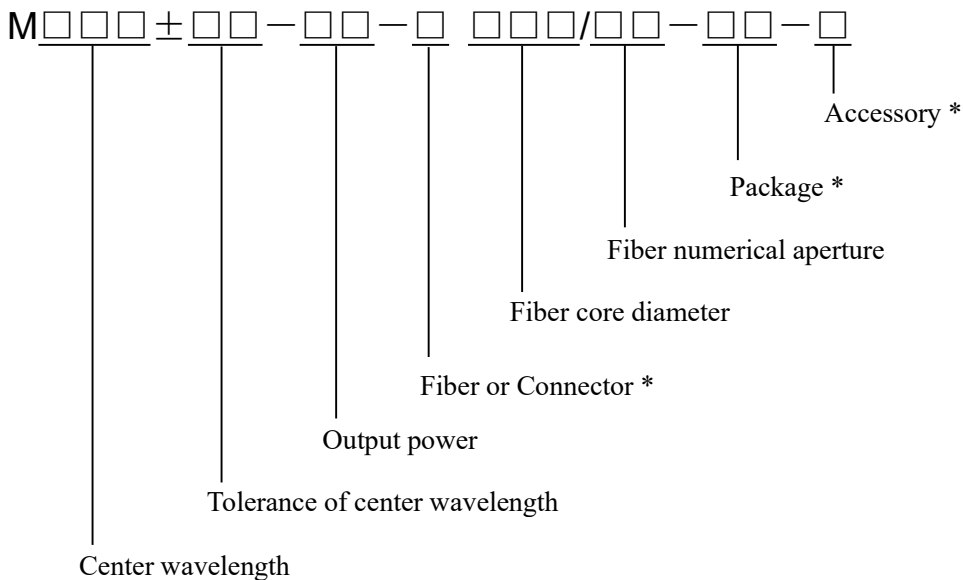 M□□□±□□－□□－□ □□□/□□－□□－□
Accessory *
Package *
Fiber numerical aperture
Fiber core diameter
Fiber or Connector *
Output power
Tolerance of center wavelength
Center wavelength